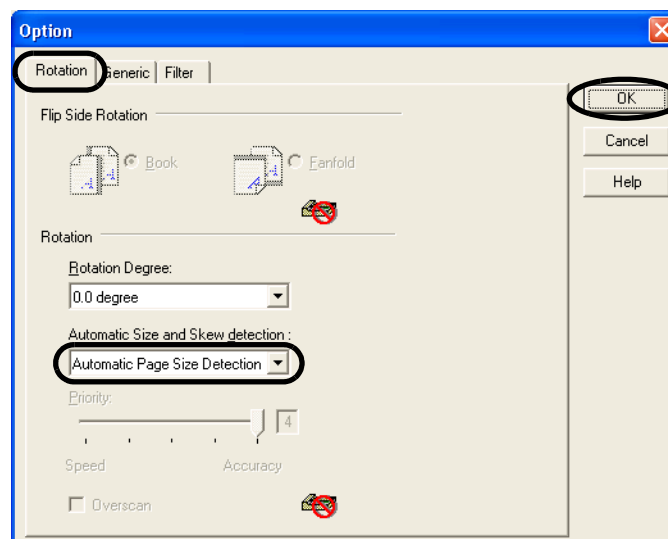 Option
Rotation Generic Filter
OK
Cancel
Help
Flip Side Rotation
Book Fanfold
Rotation
Rotation Degree:
0.0 degree
Automatic Size and Skew detection :
Automatic Page Size Detection
Priority:
4
Speed Accuracy
Overscan